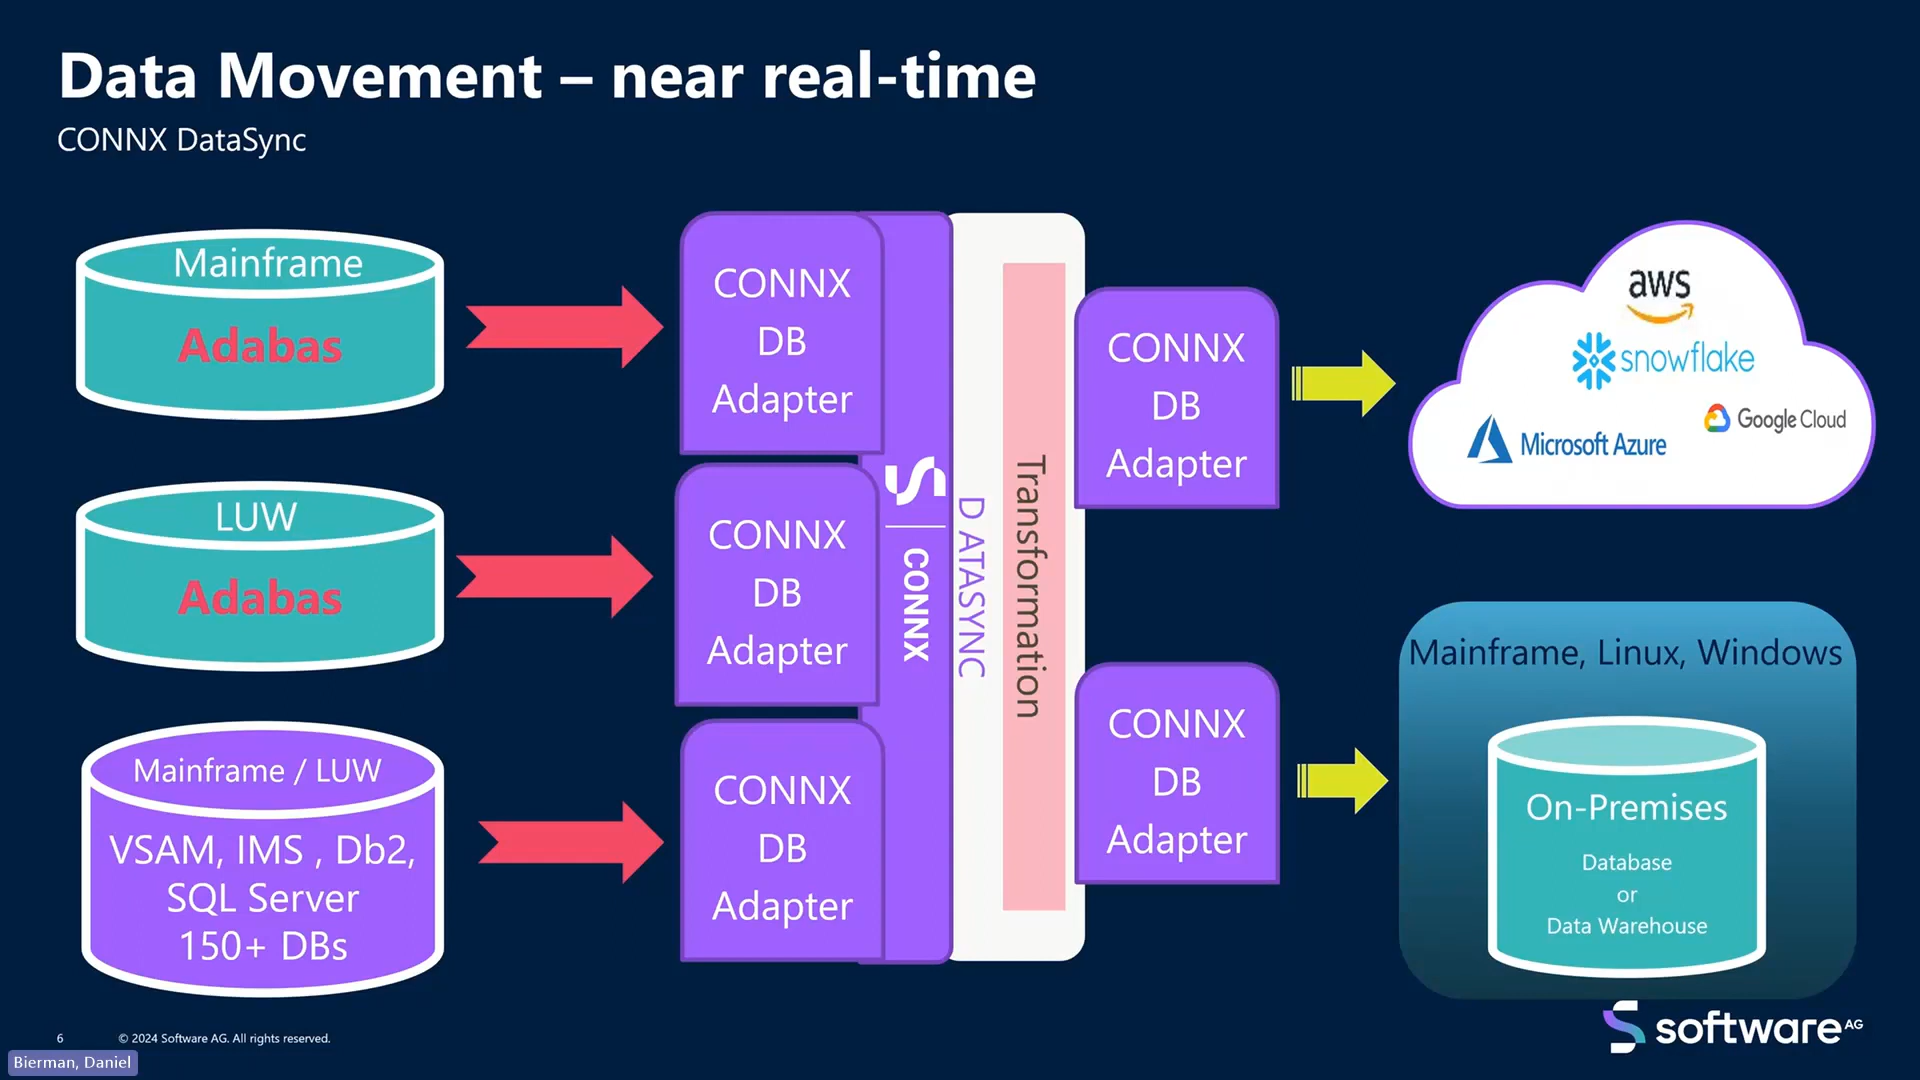 Data Movement – near real-time
CONNX DataSync
Mainframe
Adabas
LUW
Adabas
Mainframe / LUW
VSAM, IMS , Db2,
SQL Server
150+ DBs
CONNX
DB
Adapter
CONNX
DB
Adapter
CONNX
DB
Adapter
CONNX
D ATASYNC
Transformation
CONNX
DB
Adapter
CONNX
DB
Adapter
aws
snowflake
Google Cloud
Microsoft Azure
Mainframe, Linux, Windows
On-Premises
Database
or
Data Warehouse
6
© 2024 Software AG. All rights reserved.
software AG
Bierman, Daniel